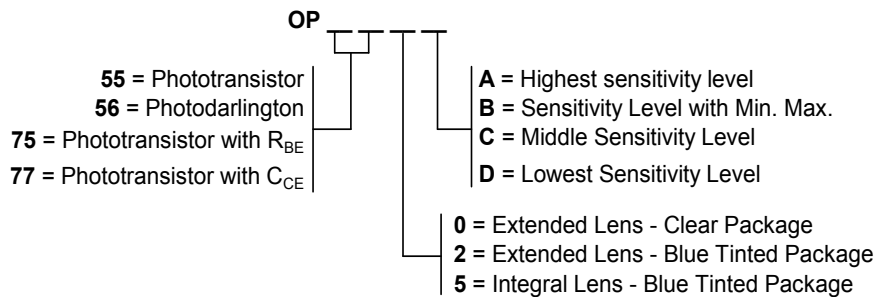 OP
55 = Phototransistor
56 = Photodarlington
75 = Phototransistor with RBE
77 = Phototransistor with CCE
A = Highest sensitivity level
B = Sensitivity Level with Min. Max.
C = Middle Sensitivity Level
D = Lowest Sensitivity Level
0 = Extended Lens - Clear Package
2 = Extended Lens - Blue Tinted Package
5 = Integral Lens - Blue Tinted Package